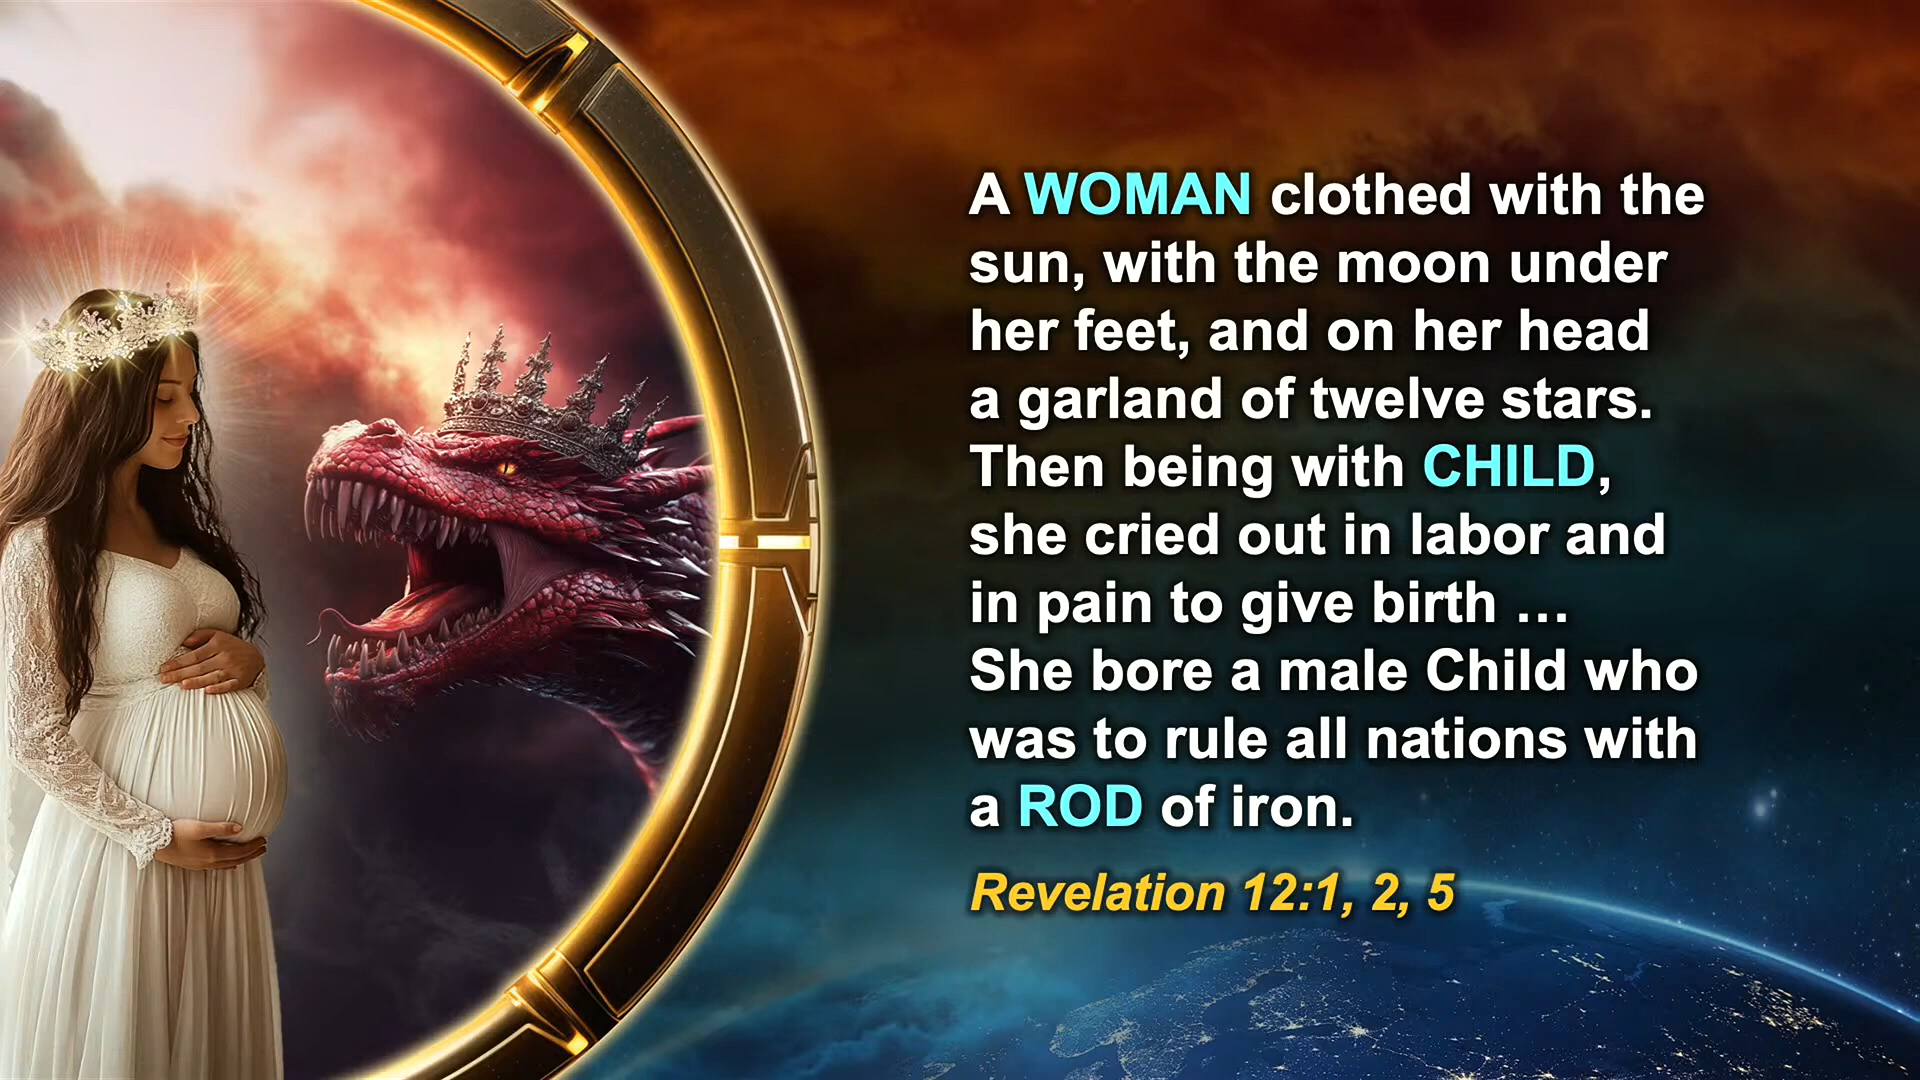 A WOMAN clothed with the
sun, with the moon under
her feet, and on her head
a garland of twelve stars.
Then being with CHILD,
she cried out in labor and
in pain to give birth …
She bore a male Child who
was to rule all nations with
a ROD of iron.
Revelation 12:1, 2, 5